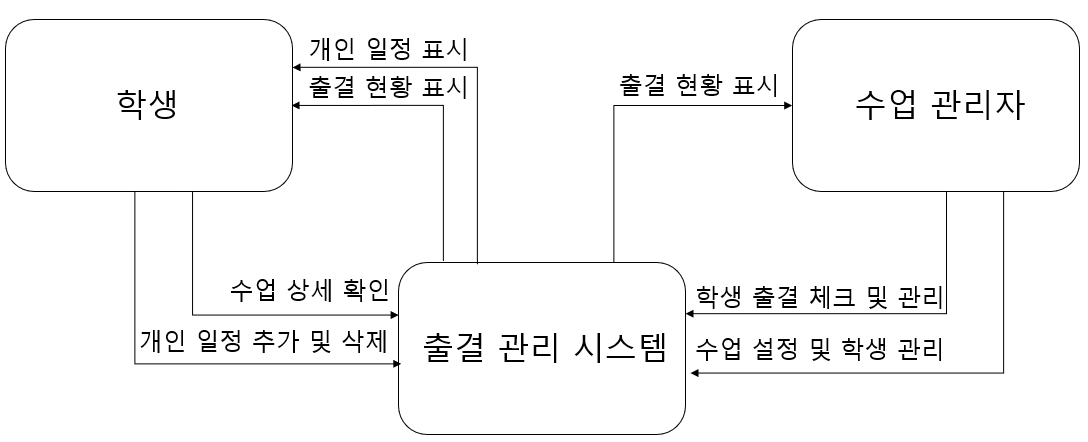 개인 일정 표시
출결 현황 표시
출결 현황 표시
학생
수업 관리자
수업 상세 확인
학생 출결 체크 및 관리
개인 일정 추가 및 삭제
출결 관리 시스템
수업 설정 및 학생 관리